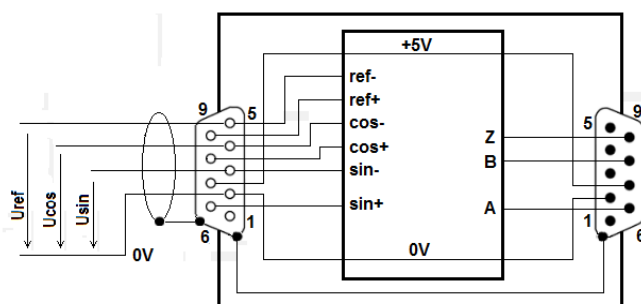 +5V
ref-
ref+
cos-
cos+
sin-
sin+
Z
B
A
0V
9
5
1
6
5
9
1
6
Uref
Ucos
Usin
0V